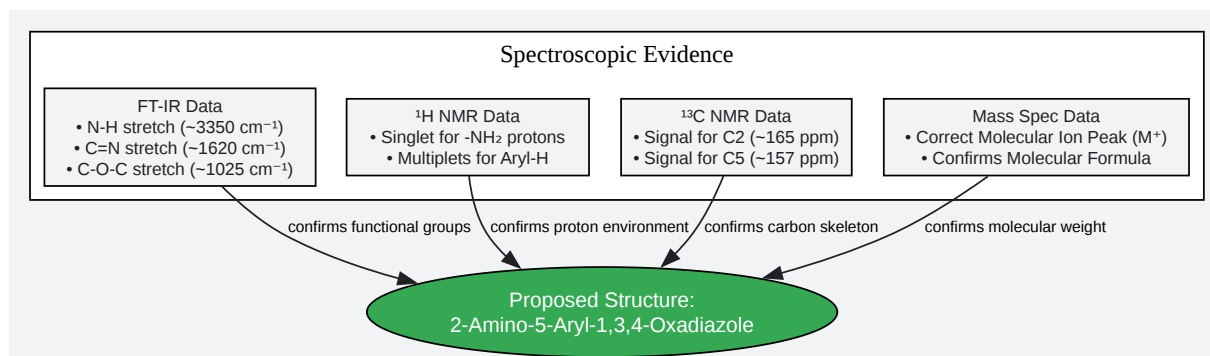 Spectroscopic Evidence
FT-IR Data
• N-H stretch (~3350 cm⁻¹)
• C=N stretch (~1620 cm⁻¹)
• C-O-C stretch (~1025 cm⁻¹)
¹H NMR Data
• Singlet for -NH₂ protons
• Multiplets for Aryl-H
¹³C NMR Data
• Signal for C2 (~165 ppm)
• Signal for C5 (~157 ppm)
Mass Spec Data
• Correct Molecular Ion Peak (M⁺)
• Confirms Molecular Formula
confirms functional groups
confirms proton environment
confirms carbon skeleton
confirms molecular weight
Proposed Structure:
2-Amino-5-Aryl-1,3,4-Oxadiazole